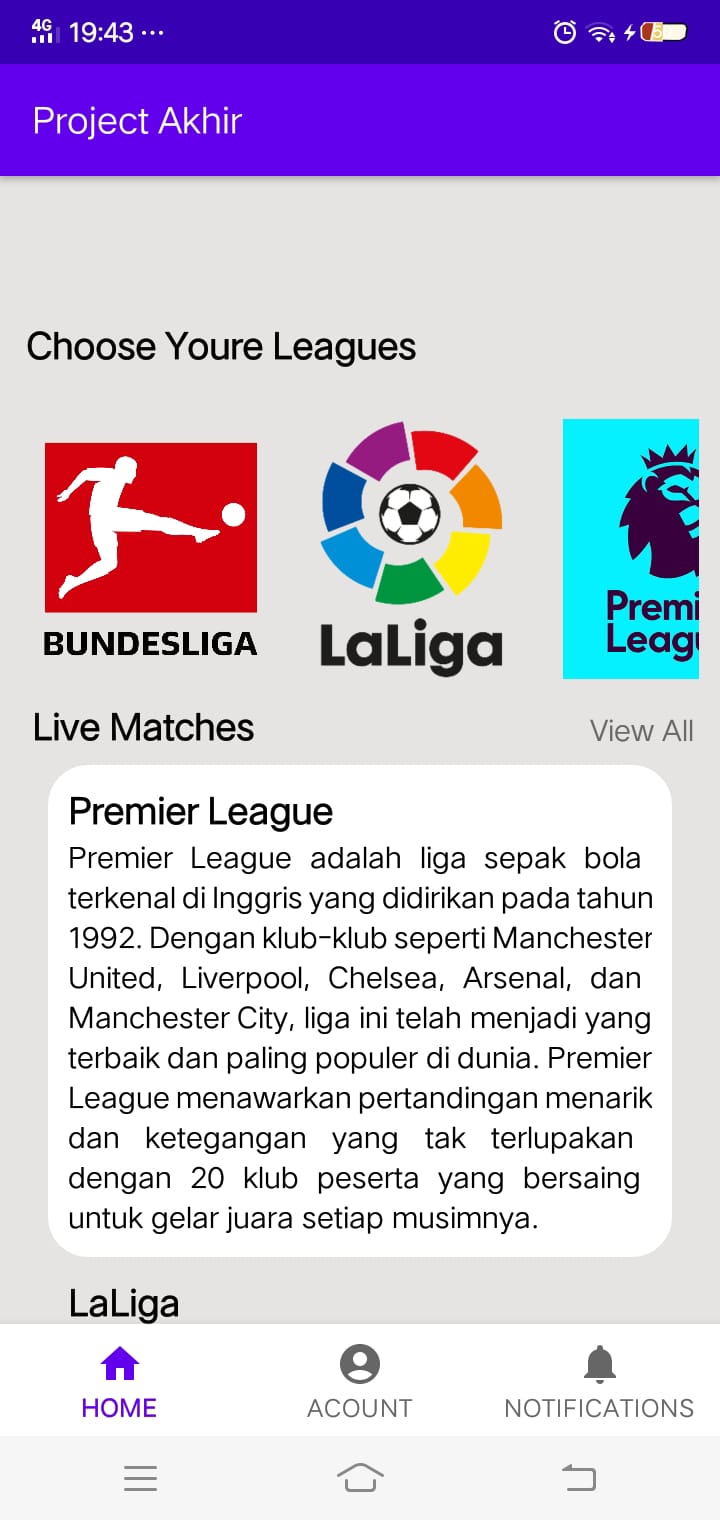 4G 19:43 ...
Project Akhir
Choose Youre Leagues
BUNDESLIGA
LaLiga
Premi
Leag
Live Matches
View All
Premier League
Premier League adalah liga sepak bola
terkenal di Inggris yang didirikan pada tahun
1992. Dengan klub-klub seperti Manchester
United, Liverpool, Chelsea, Arsenal, dan
Manchester City, liga ini telah menjadi yang
terbaik dan paling populer di dunia. Premier
League menawarkan pertandingan menarik
dan ketegangan yang tak terlupakan
dengan 20 klub peserta yang bersaing
untuk gelar juara setiap musimnya.
LaLiga
HOME
ACOUNT
NOTIFICATIONS